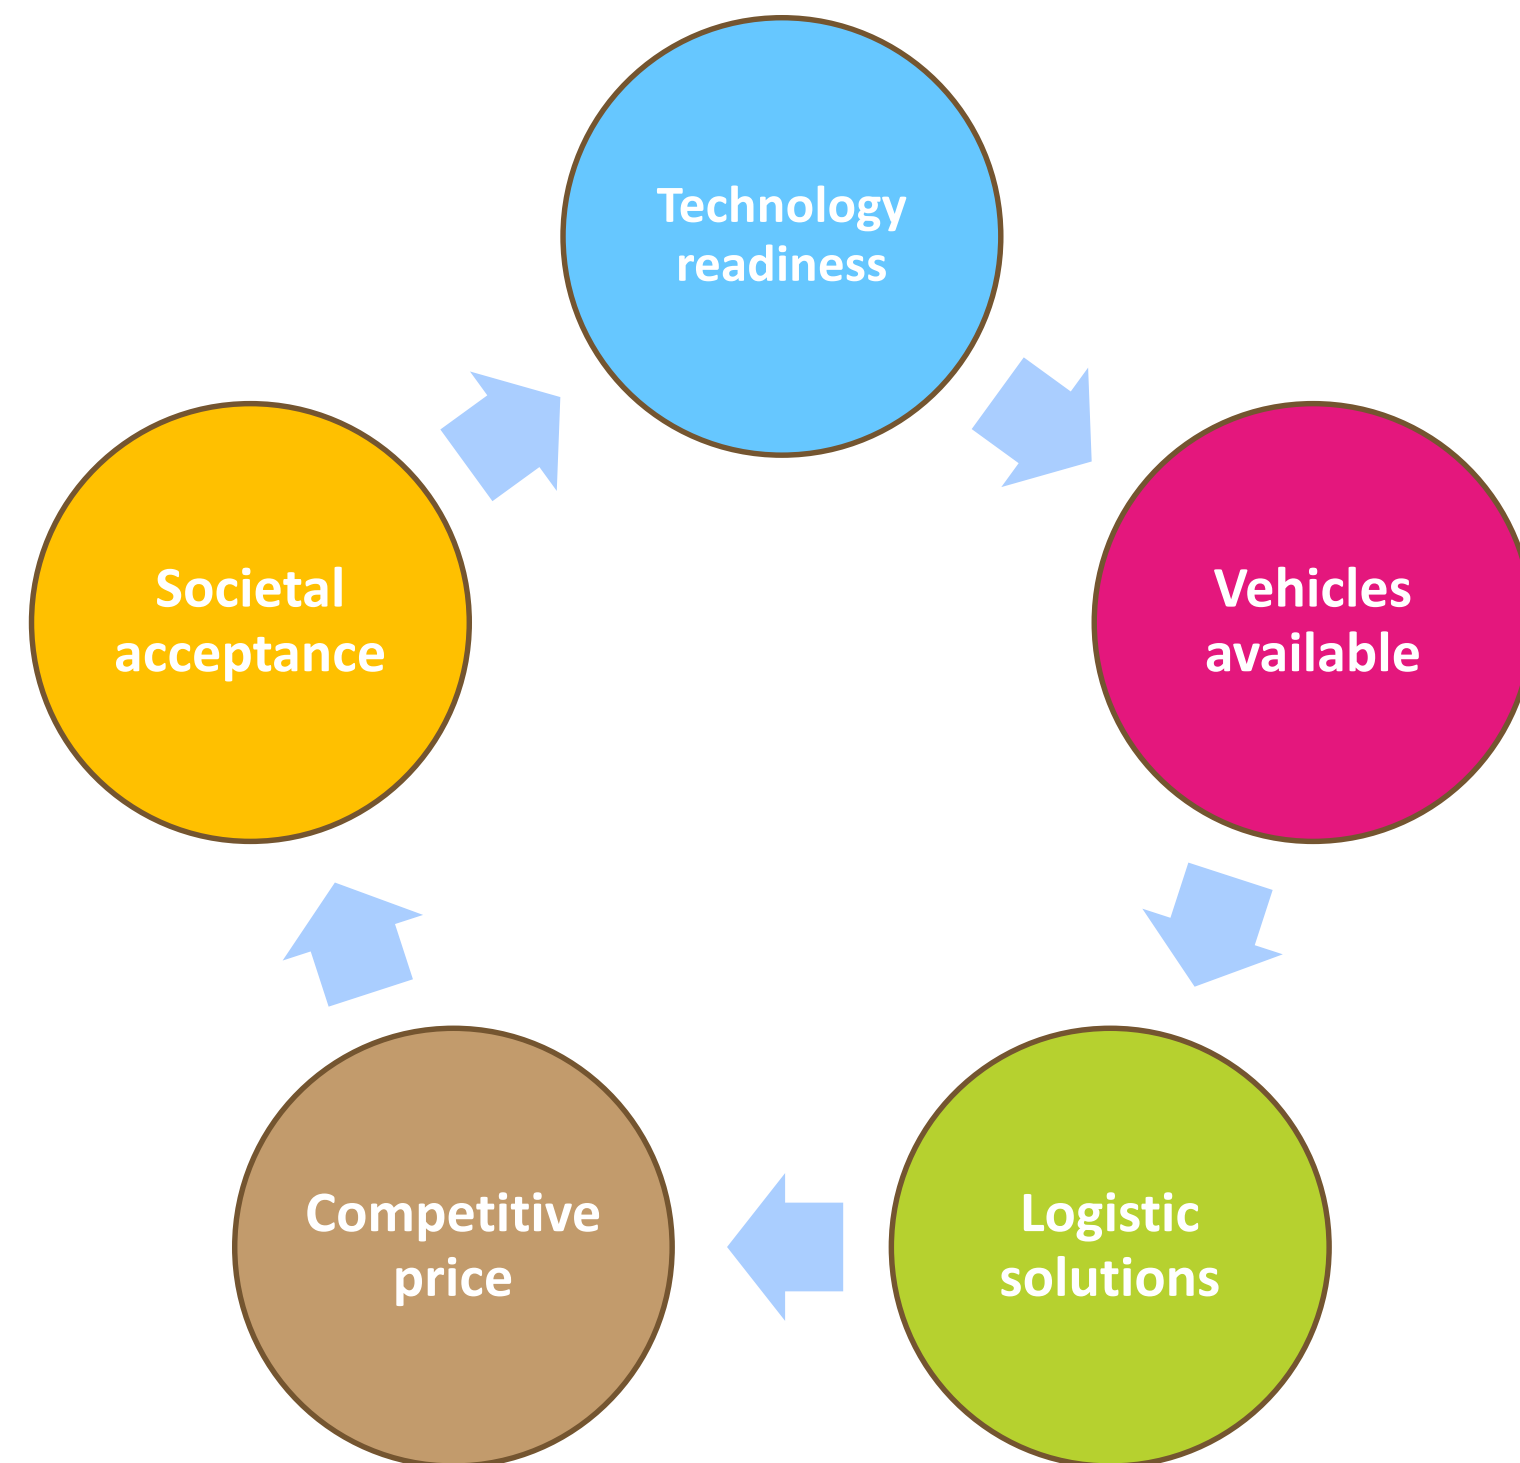 Technology
readiness
Vehicles
available
Logistic
solutions
Competitive
price
Societal
acceptance